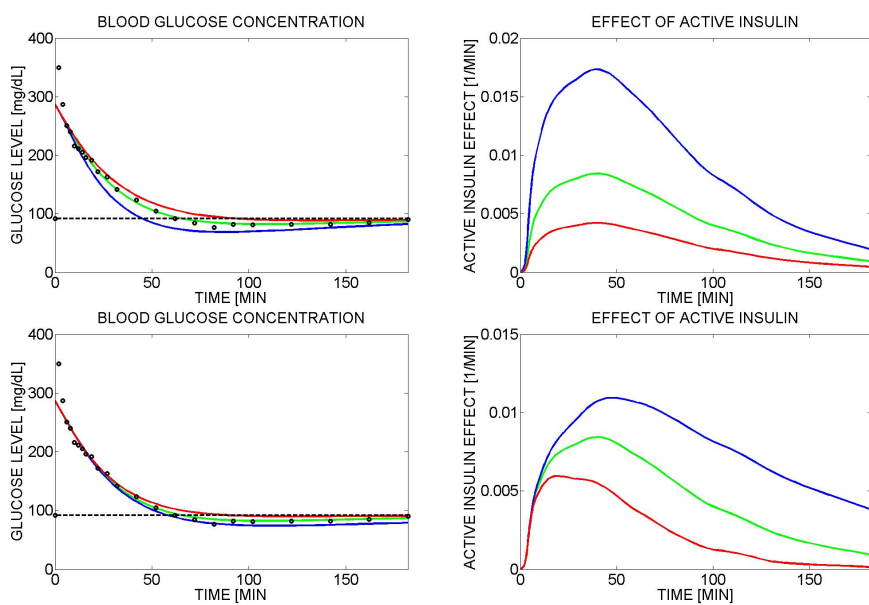 BLOOD GLUCOSE CONCENTRATION
GLUCOSE LEVEL [mg/dL]
400
300
200
100
0
0
50
100
150
TIME [MIN
EFFECT OF ACTIVE INSULIN
ACTIVE INSULIN EFFECT [1/MIN]
0.02
0.015
0.01
0.005
0
0
50
100
150
TIME [MIN]
BLOOD GLUCOSE CONCENTRATION
GLUCOSE LEVEL [mg/dL]
400
300
200
100
0
0
50
100
150
TIME [MIN]
EFFECT OF ACTIVE INSULIN
ACTIVE INSULIN EFFECT [1/MIN]
0.015
0.01
0.005
0
0
50
100
150
TIME [MIN]